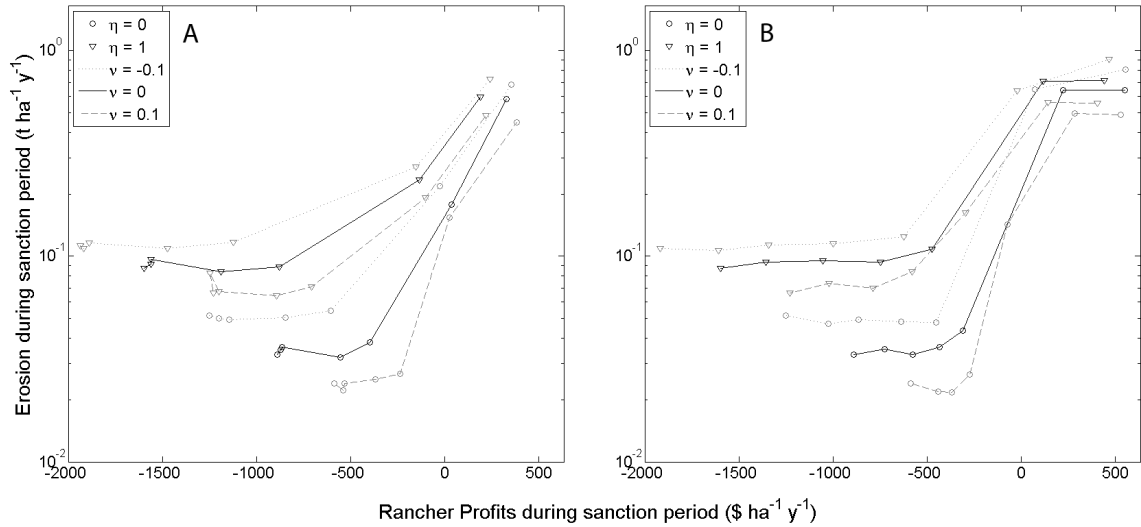 A
η = 0
η = 1
ν = -0.1
ν = 0
ν = 0.1
B
η = 0
η = 1
ν = -0.1
ν = 0
ν = 0.1
Erosion during sanction period (t ha⁻¹ y⁻¹)
10⁰
10⁻¹
10⁻²
10⁰
10⁻¹
10⁻²
-2000 -1500 -1000 -500 0 500
-2000 -1500 -1000 -500 0 500
Rancher Profits during sanction period ($ ha⁻¹ y⁻¹)